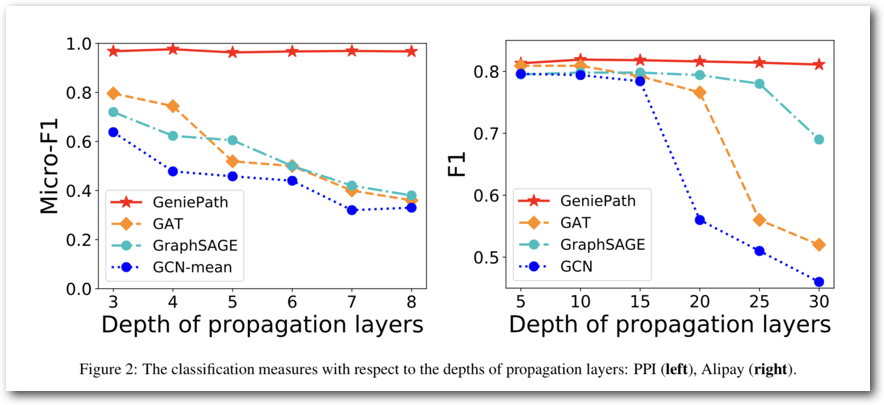 Micro-F1
1.0
0.8
0.6
0.4
0.2
0.0
GeniePath
GAT
GraphSAGE
GCN-mean
3 4 5 6 7 8
Depth of propagation layers
F1
0.8
0.7
0.6
0.5
GeniePath
GAT
GraphSAGE
GCN
5 10 15 20 25 30
Depth of propagation layers
Figure 2: The classification measures with respect to the depths of propagation layers: PPI (left), Alipay (right).